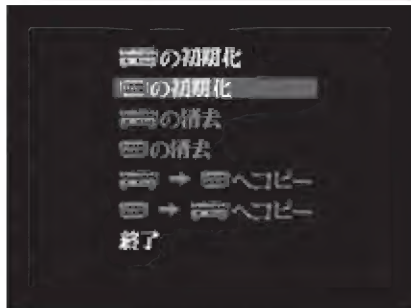 の初期化
の初期化
の消去
の消去
→ へコピー
→ へコピー
終了